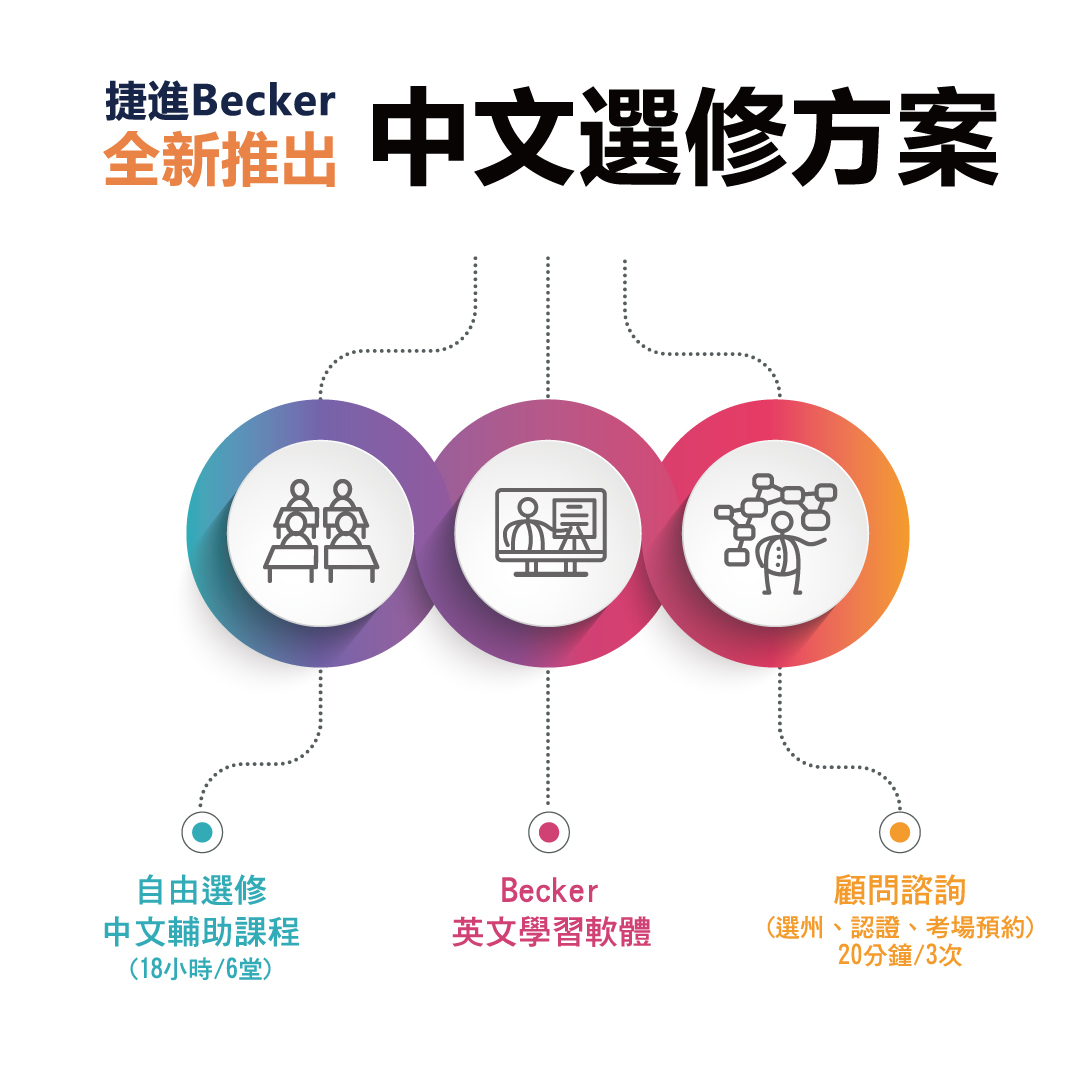 捷進Becker
全新推出
中文選修方案
自由選修
中文輔助課程
(18小時/6堂)
Becker
英文學習軟體
顧問諮詢
(選州、認證、考場預約)
20分鐘/3次